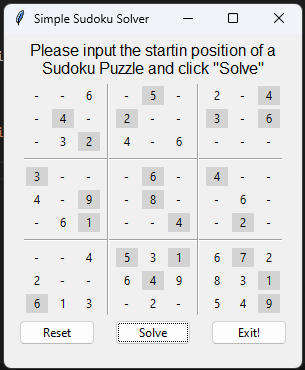 Simple Sudoku Solver
Please input the startin position of a
Sudoku Puzzle and click "Solve"
- - 6 - 5 - 2 - 4
- 4 - 2 - - 3 - 6
- 3 2 4 - 6 - - -
3 - - - 6 - 4 - -
4 - 9 - 8 - - 6 -
- 6 1 - - 4 - 2 -
- - 4 5 3 1 6 7 2
2 - - 6 4 9 8 3 1
6 1 3 - 2 - 5 4 9
Reset Solve Exit!